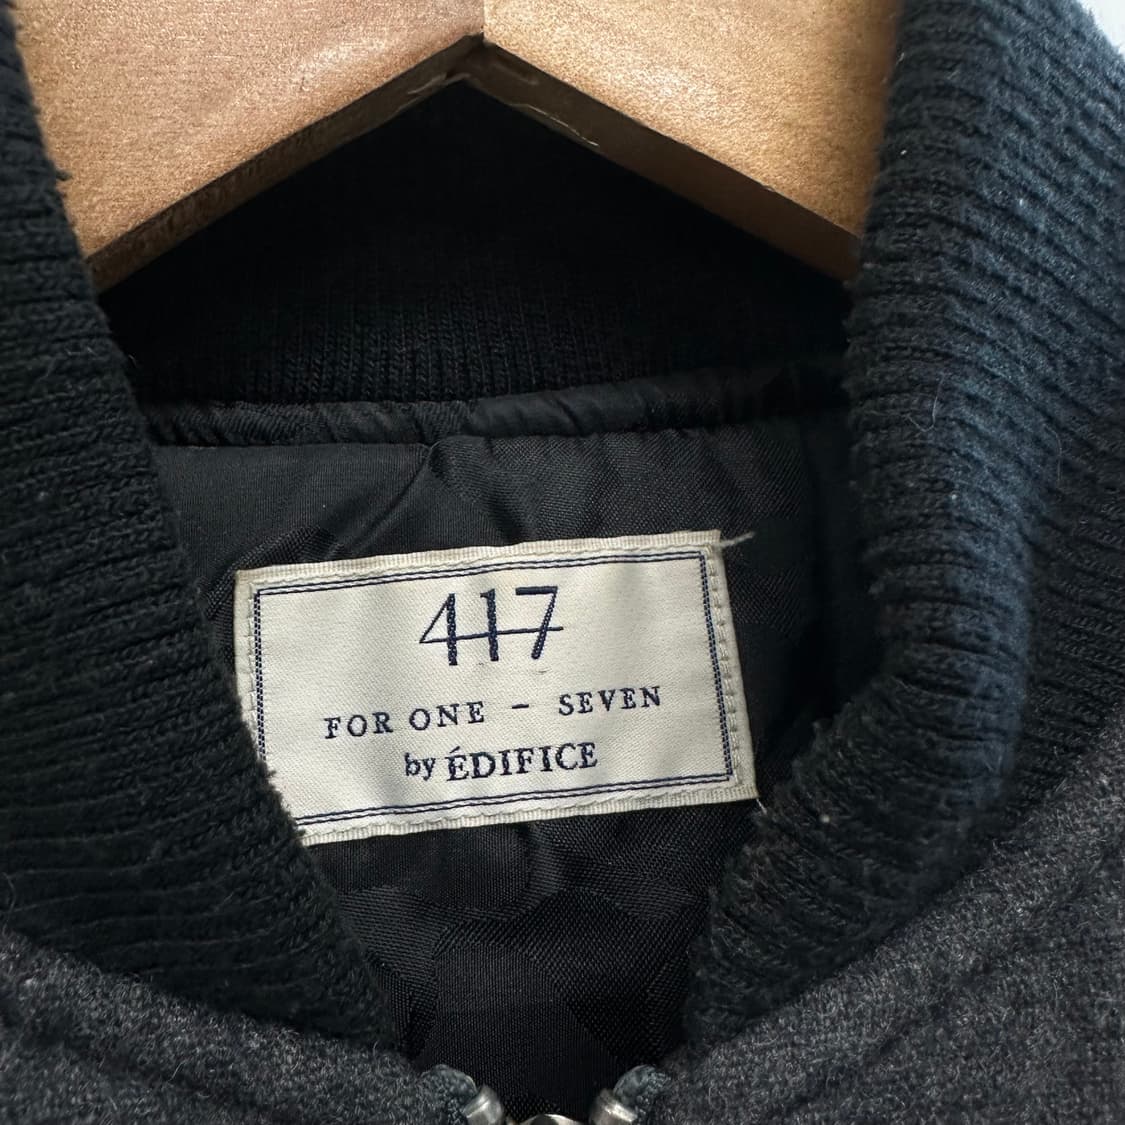 417
FOR ONE - SEVEN
by ÉDIFICE